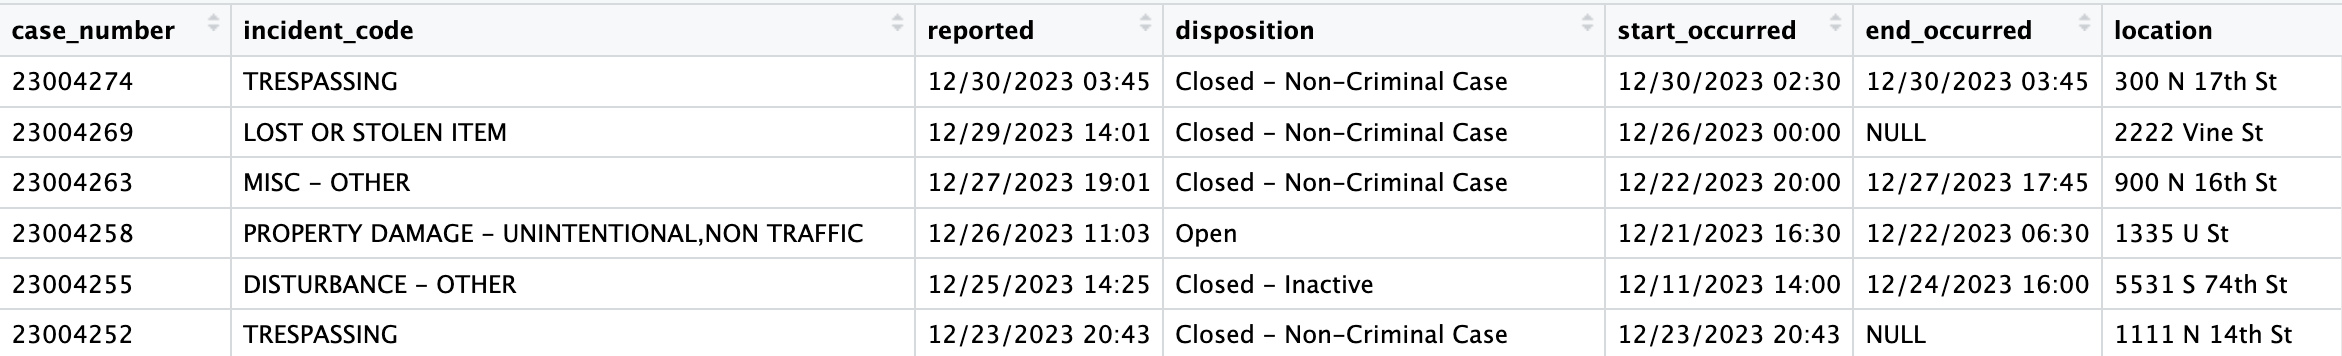 case_number incident_code reported disposition start_occurred end_occurred location
23004274 TRESPASSING 12/30/2023 03:45 Closed - Non-Criminal Case 12/30/2023 02:30 12/30/2023 03:45 300 N 17th St
23004269 LOST OR STOLEN ITEM 12/29/2023 14:01 Closed - Non-Criminal Case 12/26/2023 00:00 NULL 2222 Vine St
23004263 MISC - OTHER 12/27/2023 19:01 Closed - Non-Criminal Case 12/22/2023 20:00 12/27/2023 17:45 900 N 16th St
23004258 PROPERTY DAMAGE - UNINTENTIONAL,NON TRAFFIC 12/26/2023 11:03 Open 12/21/2023 16:30 12/22/2023 06:30 1335 U St
23004255 DISTURBANCE - OTHER 12/25/2023 14:25 Closed - Inactive 12/11/2023 14:00 12/24/2023 16:00 5531 S 74th St
23004252 TRESPASSING 12/23/2023 20:43 Closed - Non-Criminal Case 12/23/2023 20:43 NULL 1111 N 14th St